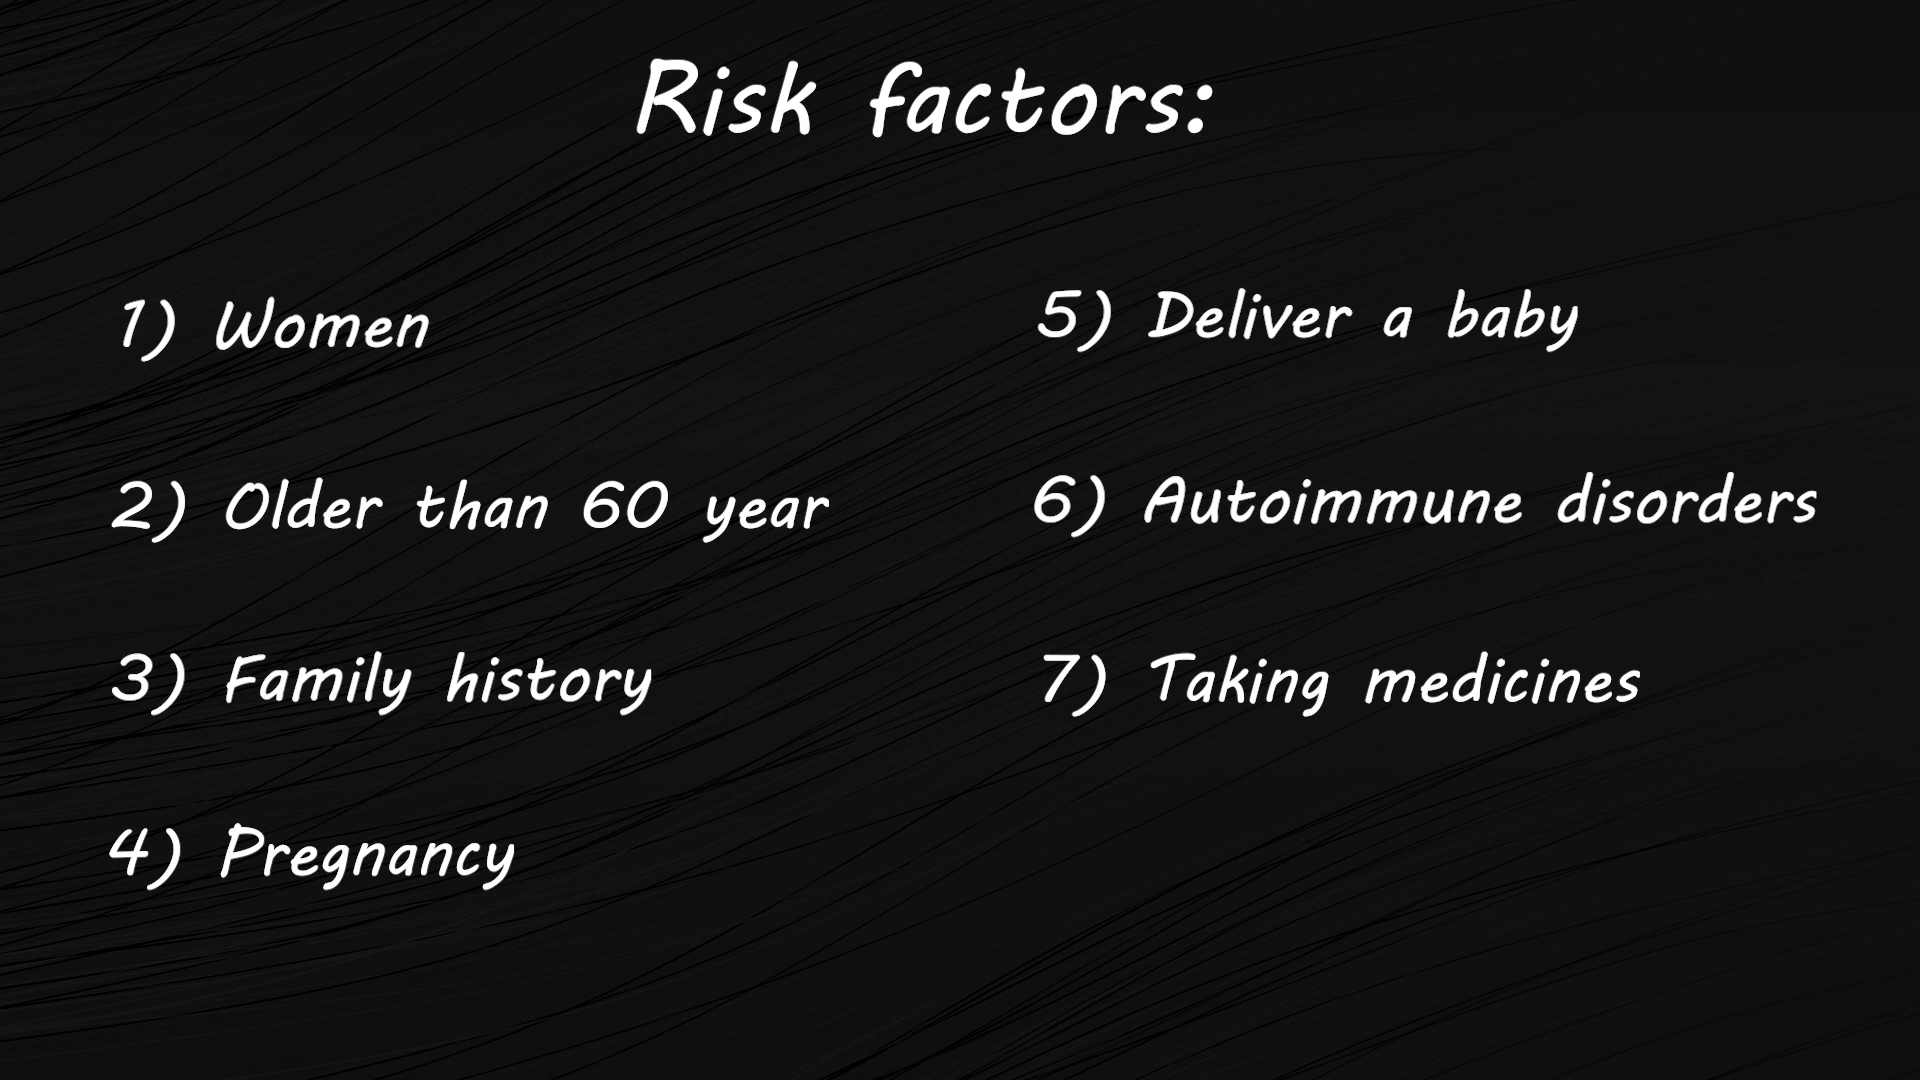 Risk factors:
1) Women
2) Older than 60 year
3) Family history
4) Pregnancy
5) Deliver a baby
6) Autoimmune disorders
7) Taking medicines